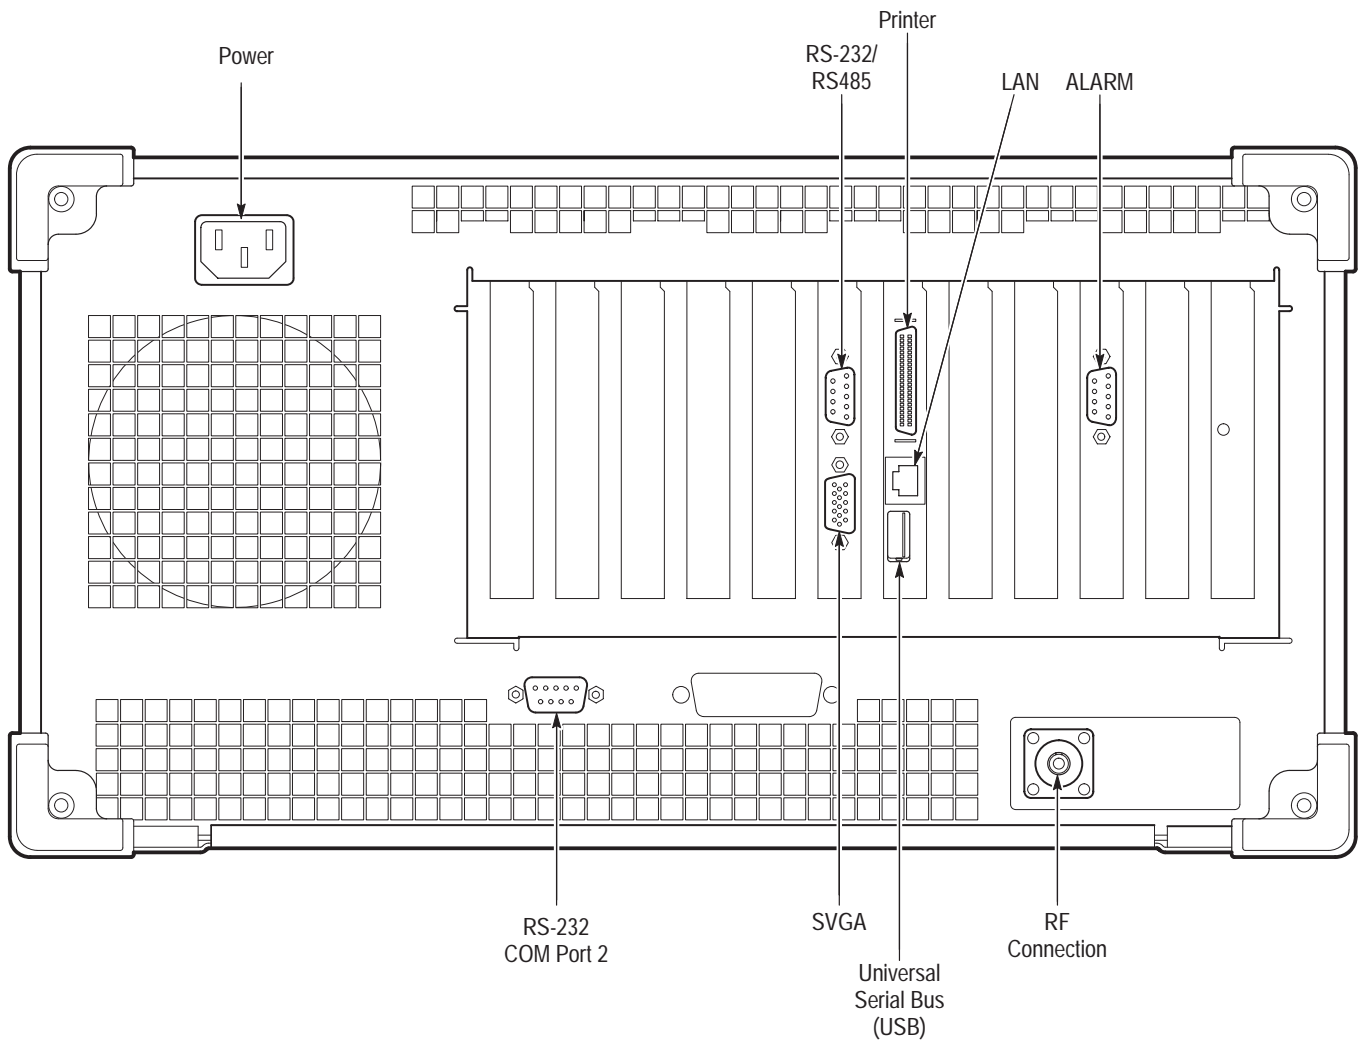 Printer
Power
RS-232/
RS485
LAN
ALARM
RS-232
COM Port 2
SVGA
RF
Connection
Universal
Serial Bus
(USB)